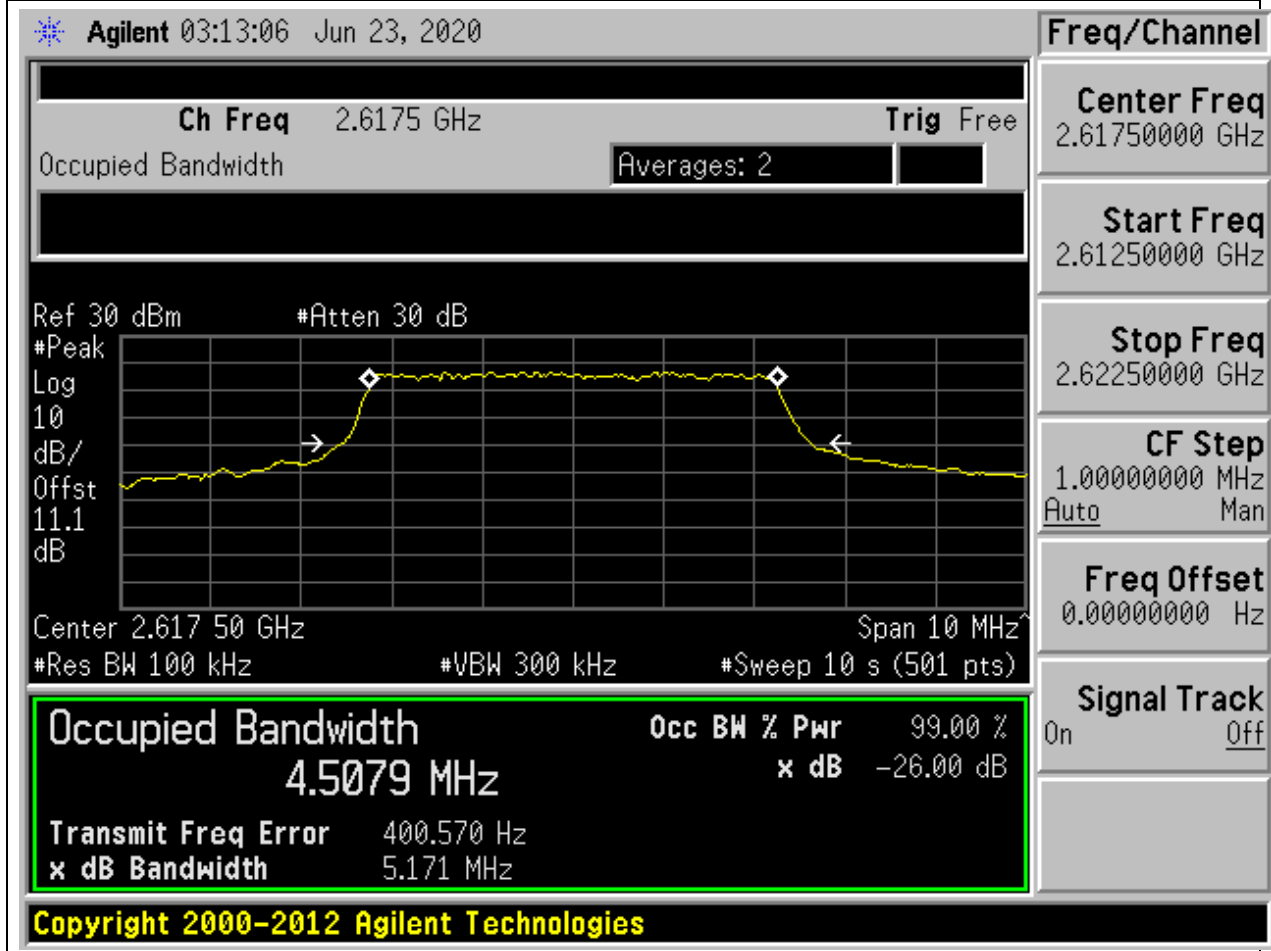 Agilent 03:13:06 Jun 23, 2020
Freq/Channel
Ch Freq 2.6175 GHz
Trig Free
Occupied Bandwidth
Averages: 2
Ref 30 dBm
#Atten 30 dB
#Peak
Log
10
dB/
Offst
11.1
dB
Center 2.617 50 GHz
Span 10 MHz^
#Res BW 100 kHz
#VBW 300 kHz
#Sweep 10 s (501 pts)
Occupied Bandwidth
4.5079 MHz
Occ BW % Pwr 99.00 %
x dB -26.00 dB
Transmit Freq Error 400.570 Hz
x dB Bandwidth 5.171 MHz
Center Freq
2.61750000 GHz
Start Freq
2.61250000 GHz
Stop Freq
2.62250000 GHz
CF Step
1.00000000 MHz
Auto Man
Freq Offset
0.00000000 Hz
Signal Track
On Off
Copyright 2000-2012 Agilent Technologies